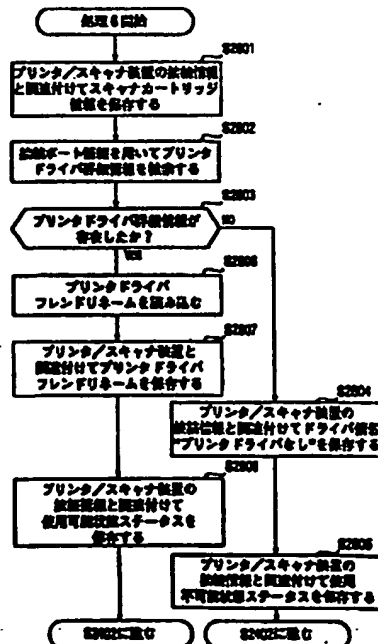 処理6開始
S2801
プリンタ／スキャナ装置の接続情報
と関連付けてスキャナカートリッジ
情報を保存する
S2802
接続ポート情報を用いてプリンタ
ドライバ詳細情報を検索する
S2803
プリンタドライバ詳細情報が
存在したか？
NO
YES
S2806
プリンタドライバ
フレンドリネームを読み込む
S2807
プリンタ／スキャナ装置と
関連付けてプリンタドライバ
フレンドリネームを保存する
S2804
プリンタ／スキャナ装置の
接続情報と関連付けてドライバ情報
"プリンタドライバなし"を保存する
S2808
プリンタ／スキャナ装置の
接続情報と関連付けて
使用可能状態ステータスを
保存する
S2805
プリンタ／スキャナ装置の
接続情報と関連付けて使用
不可能状態ステータスを保存する
S2402に進む
S2402に進む